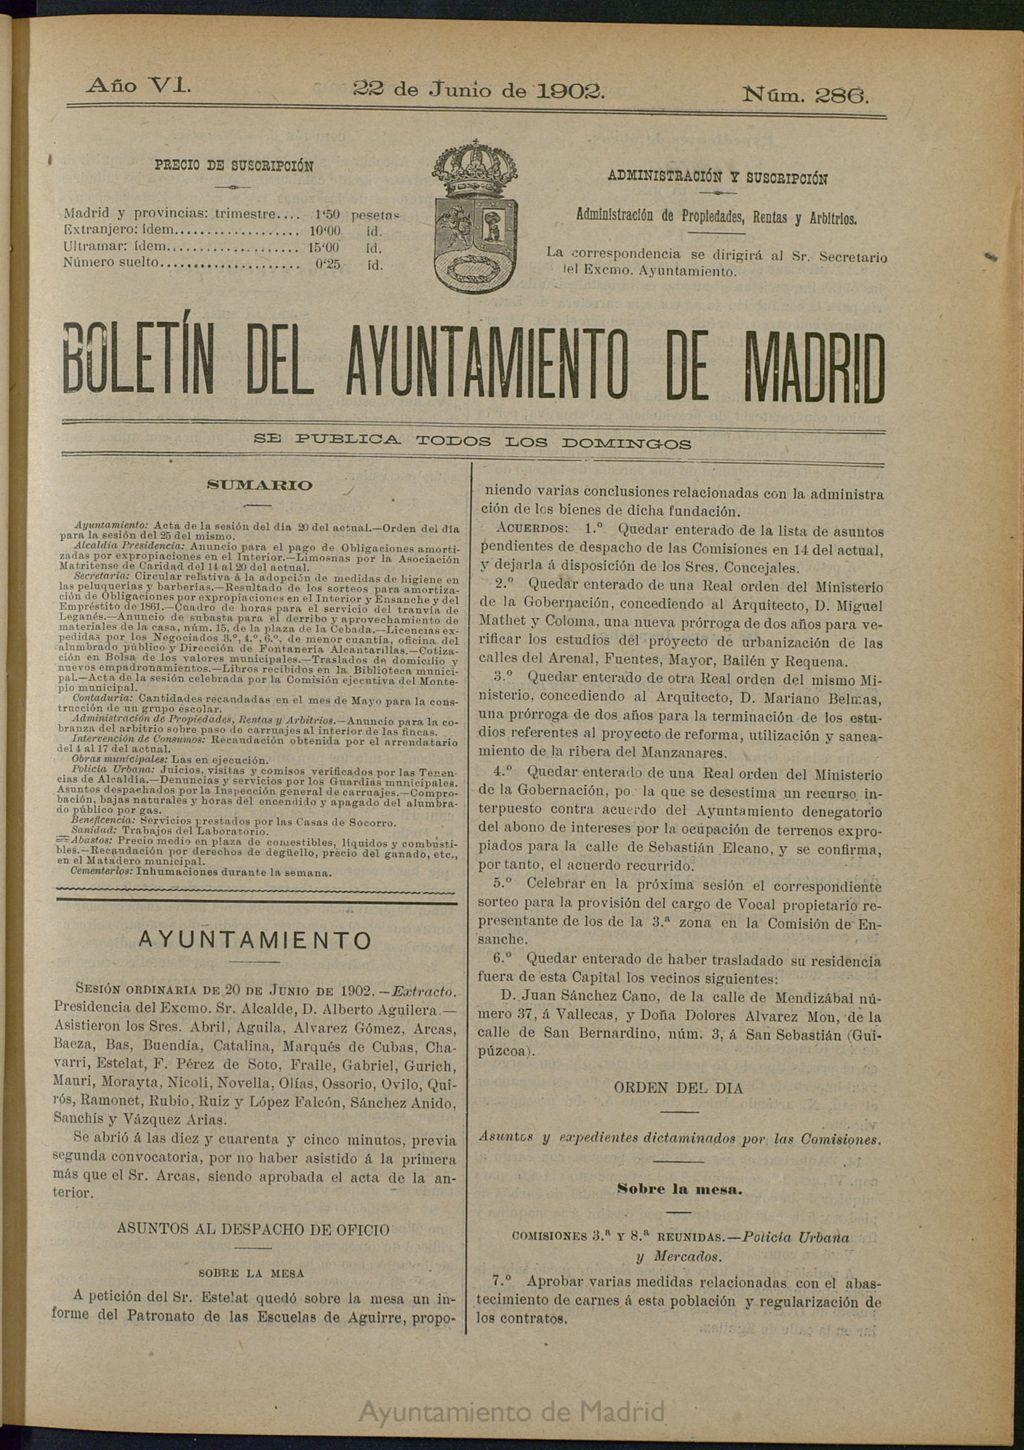 Año VI.
22 de Junio de 1902.
Núm. 286.
PRECIO DE SUSCRIPCIÓN
Madrid y provincias: trimestre.... 1'50 pesetas
Extranjero: ídem.................. 10'00 íd.
Ultramar: ídem.................... 15'00 íd.
Número suelto..................... 0'25 íd.
ADMINISTRACIÓN Y SUSCRIPCIÓN
Administración de Propiedades, Rentas y Arbitrios.
La correspondencia se dirigirá al Sr. Secretario
del Excmo. Ayuntamiento.
BOLETÍN DEL AYUNTAMIENTO DE MADRID
SE PUBLICA TODOS LOS DOMINGOS
SUMARIO
Ayuntamiento: Acta de la sesión del día 20 del actual.—Orden del día
para la sesión del 25 del mismo.
Alcaldía Presidencia: Anuncio para el pago de Obligaciones amorti-
zadas por expropiaciones en el Interior.—Limosnas por la Asociación
Matritense de Caridad del 14 al 20 del actual.
Secretaría: Circular relativa á la adopción de medidas de higiene en
las peluquerías y barberías.—Resultado de los sorteos para amortiza-
ción de Obligaciones por expropiaciones en el Interior y Ensanche y del
Empréstito de 1861.—Cuadro de horas para el servicio del tranvía de
Leganés.—Anuncio de subasta para el derribo y aprovechamiento de
materiales de la casa, núm. 15, de la plaza de la Cebada.—Licencias ex-
pedidas por los Negociados 3.º, 4.º, 6.º, de menor cuantía, oficina del
alumbrado público y Dirección de Fontanería Alcantarillas.—Cotiza-
ción en Bolsa de los valores municipales.—Traslados de domicilio y
nuevos empadronamientos.—Libros recibidos en la Biblioteca munici-
pal.—Acta de la sesión celebrada por la Comisión ejecutiva del Monte-
pío municipal.
Contaduría: Cantidades recaudadas en el mes de Mayo para la cons-
trucción de un grupo escolar.
Administración de Propiedades, Rentas y Arbitrios.—Anuncio para la co-
branza del arbitrio sobre paso de carruajes al interior de las fincas.
Intervención de Consumos: Recaudación obtenida por el arrendatario
del 4 al 17 del actual.
Obras municipales: Las en ejecución.
Policía Urbana: Juicios, visitas y comisos verificados por las Tenen-
cias de Alcaldía.—Denuncias y servicios por los Guardias municipales.
Asuntos despachados por la Inspección general de carruajes.—Compro-
bación, bajas naturales y horas del encendido y apagado del alumbra-
do público por gas.
Beneficencia: Servicios prestados por las Casas de Socorro.
Sanidad: Trabajos del Laboratorio.
Abastos: Precio medio en plaza de comestibles, líquidos y combusti-
bles.—Recaudación por derechos de degüello, precio del ganado, etc.,
en el Matadero municipal.
Cementerios: Inhumaciones durante la semana.
AYUNTAMIENTO
SESIÓN ORDINARIA DE 20 DE JUNIO DE 1902.—Extracto.
Presidencia del Excmo. Sr. Alcalde, D. Alberto Aguilera.—
Asistieron los Sres. Abril, Aguila, Alvarez Gómez, Arcas,
Baeza, Bas, Buendía, Catalina, Marqués de Cubas, Cha-
varri, Estelat, F. Pérez de Soto, Fraile, Gabriel, Gurich,
Mauri, Morayta, Nicoli, Novella, Olías, Ossorio, Ovilo, Qui-
rós, Ramonet, Rubio, Ruiz y López Falcón, Sánchez Anido,
Sanchís y Vázquez Arias.
Se abrió á las diez y cuarenta y cinco minutos, previa
segunda convocatoria, por no haber asistido á la primera
más que el Sr. Arcas, siendo aprobada el acta de la an-
terior.
ASUNTOS AL DESPACHO DE OFICIO
SOBRE LA MESA
A petición del Sr. Estelat quedó sobre la mesa un in-
forme del Patronato de las Escuelas de Aguirre, propo-
niendo varias conclusiones relacionadas con la administra
ción de los bienes de dicha fundación.
ACUERDOS: 1.º Quedar enterado de la lista de asuntos
pendientes de despacho de las Comisiones en 14 del actual,
y dejarla á disposición de los Sres. Concejales.
2.º Quedar enterado de una Real orden del Ministerio
de la Gobernación, concediendo al Arquitecto, D. Miguel
Mathet y Coloma, una nueva prórroga de dos años para ve-
rificar los estudios del proyecto de urbanización de las
calles del Arenal, Fuentes, Mayor, Bailén y Requena.
3.º Quedar enterado de otra Real orden del mismo Mi-
nisterio, concediendo al Arquitecto, D. Mariano Belmas,
una prórroga de dos años para la terminación de los estu-
dios referentes al proyecto de reforma, utilización y sanea-
miento de la ribera del Manzanares.
4.º Quedar enterado de una Real orden del Ministerio
de la Gobernación, po la que se desestima un recurso in-
terpuesto contra acuerdo del Ayuntamiento denegatorio
del abono de intereses por la ocupación de terrenos expro-
piados para la calle de Sebastián Elcano, y se confirma,
por tanto, el acuerdo recurrido.
5.º Celebrar en la próxima sesión el correspondiente
sorteo para la provisión del cargo de Vocal propietario re-
presentante de los de la 3.ª zona en la Comisión de En-
sanche.
6.º Quedar enterado de haber trasladado su residencia
fuera de esta Capital los vecinos siguientes:
D. Juan Sánchez Cano, de la calle de Mendizábal nú-
mero 37, á Vallecas, y Doña Dolores Alvarez Mon, de la
calle de San Bernardino, núm. 3, á San Sebastián (Gui-
púzcoa).
ORDEN DEL DIA
Asuntos y expedientes dictaminados por las Comisiones.
Sobre la mesa.
COMISIONES 3.ª Y 8.ª REUNIDAS.—Policía Urbana
y Mercados.
7.º Aprobar varias medidas relacionadas con el abas-
tecimiento de carnes á esta población y regularización de
los contratos.
Ayuntamiento de Madrid